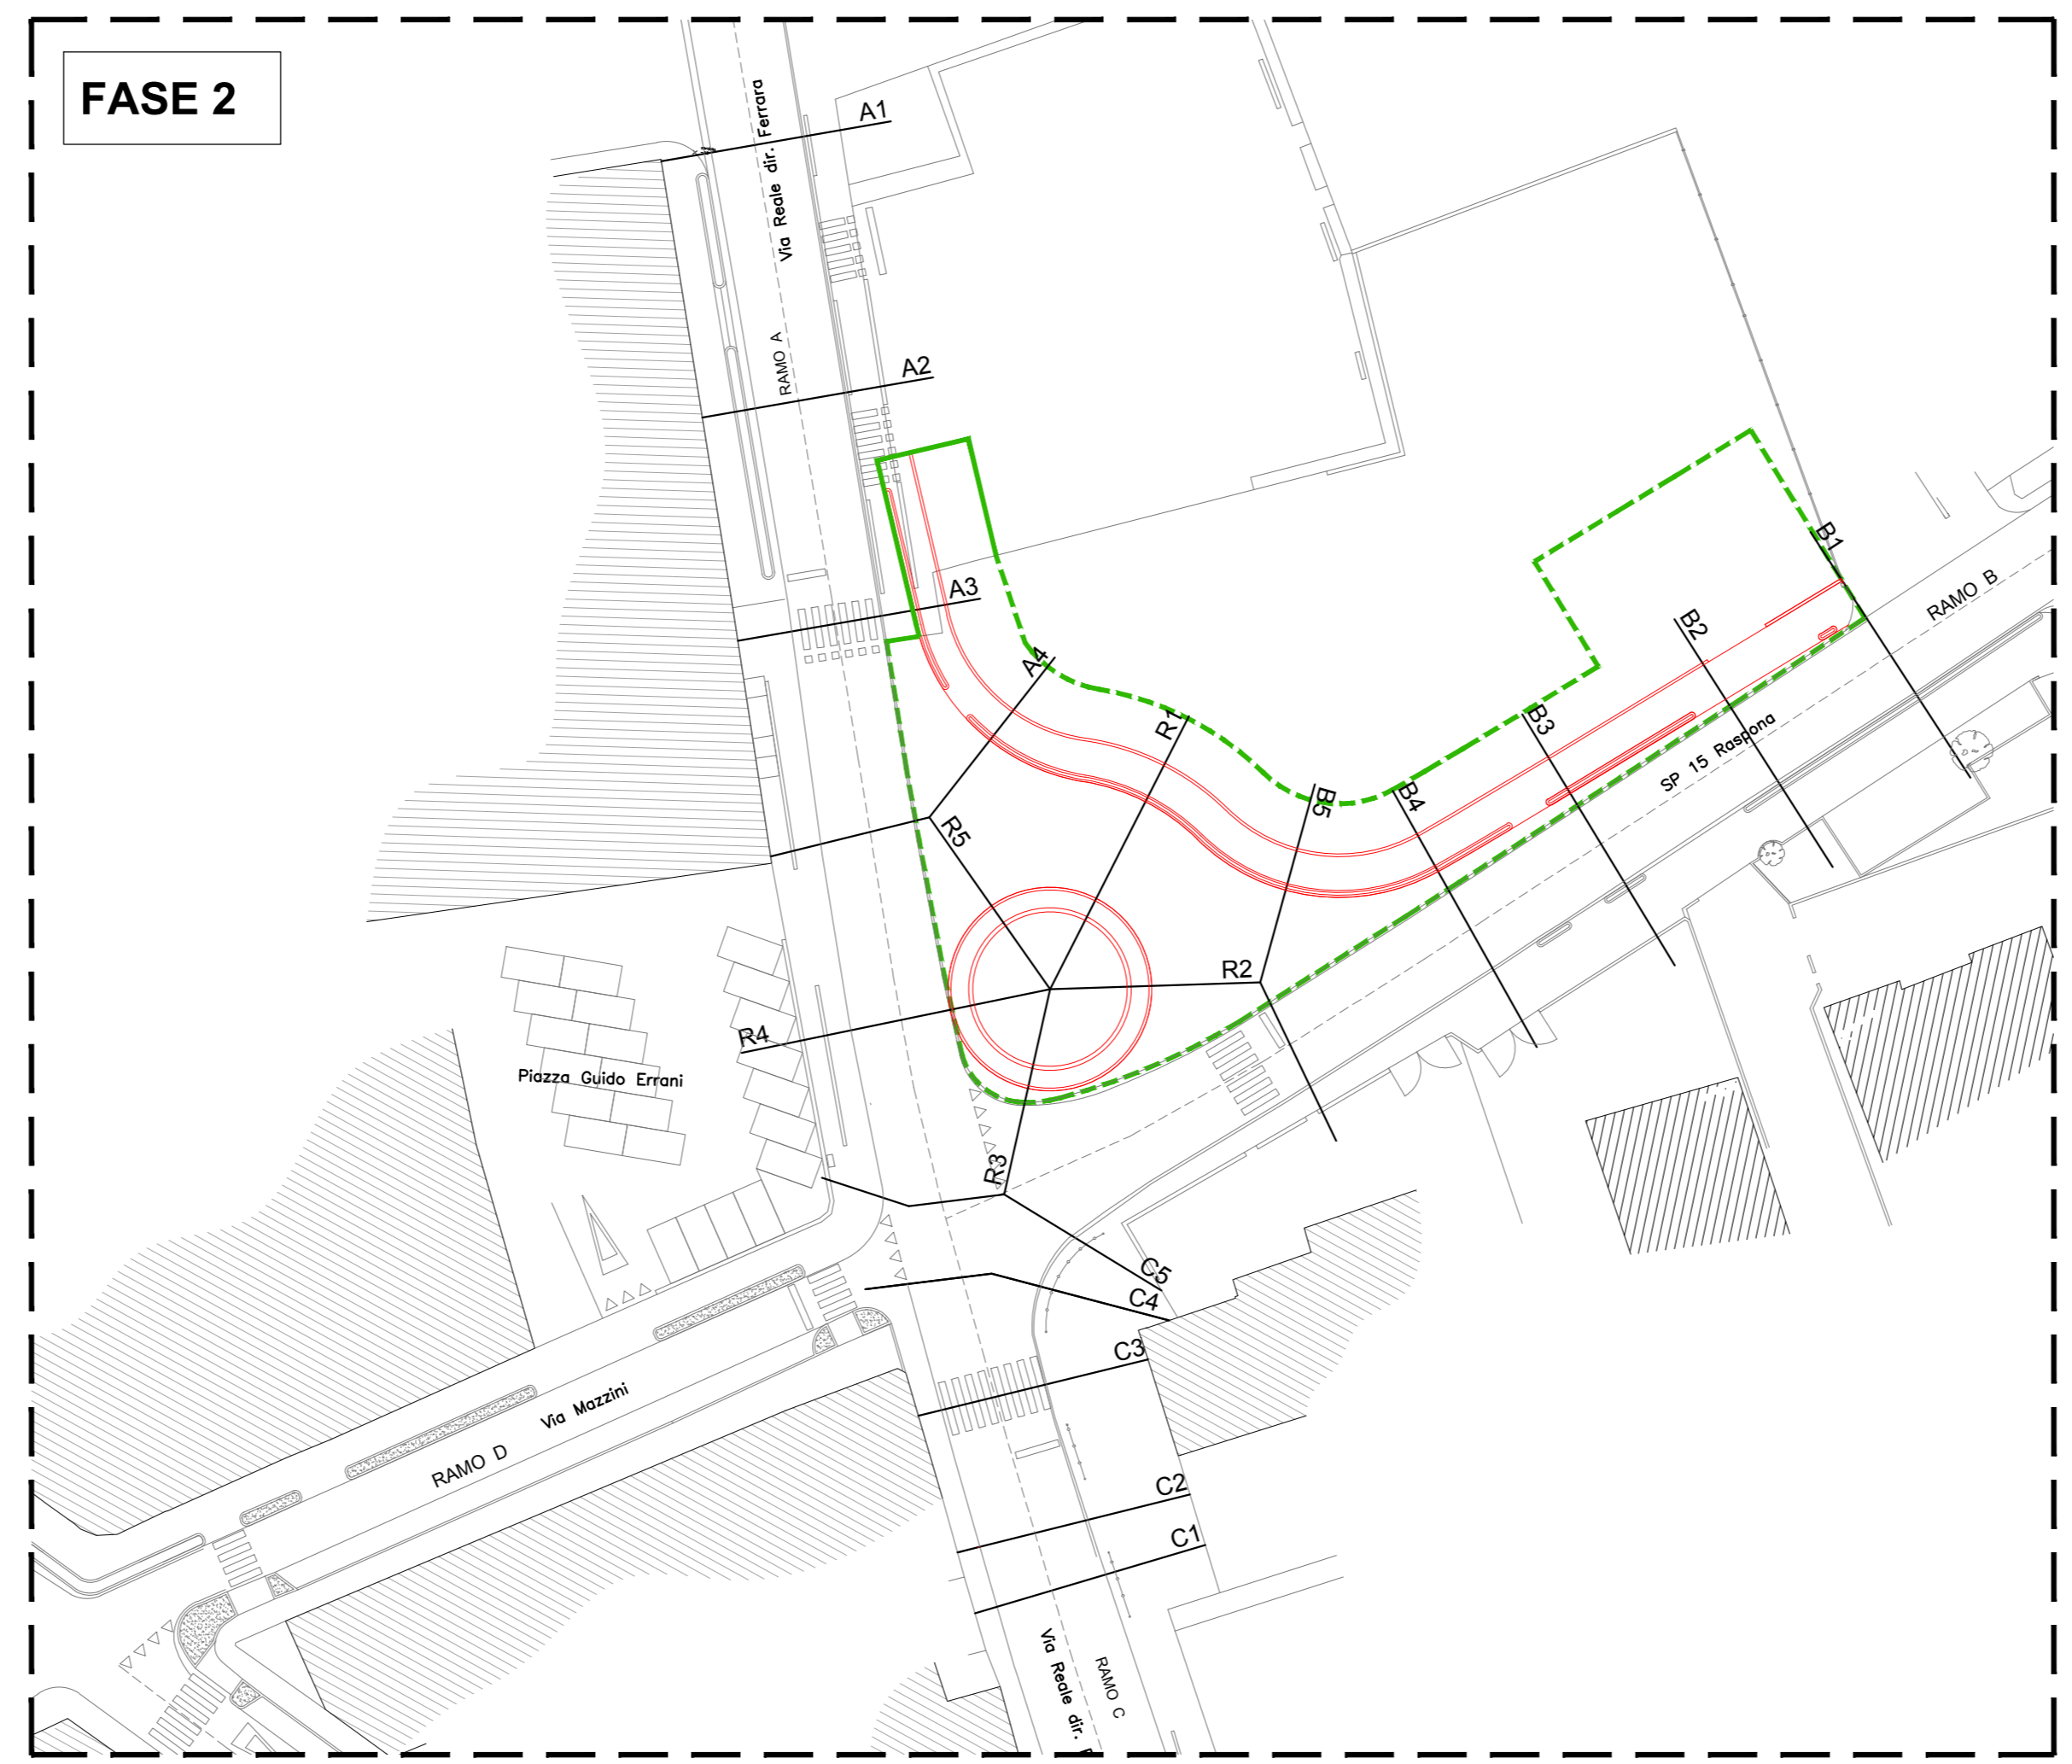 FASE 2
A1
Via Reale dir. Ferrara
RAMO A
A2
A3
A4
R1
R5
B1
RAMO B
B2
B3
SP 15 Raspona
B4
B5
R2
R4
Piazza Guido Errani
R3
C5
C4
C3
Via Mazzini
RAMO D
C2
C1
Via Reale dir.
RAMO C